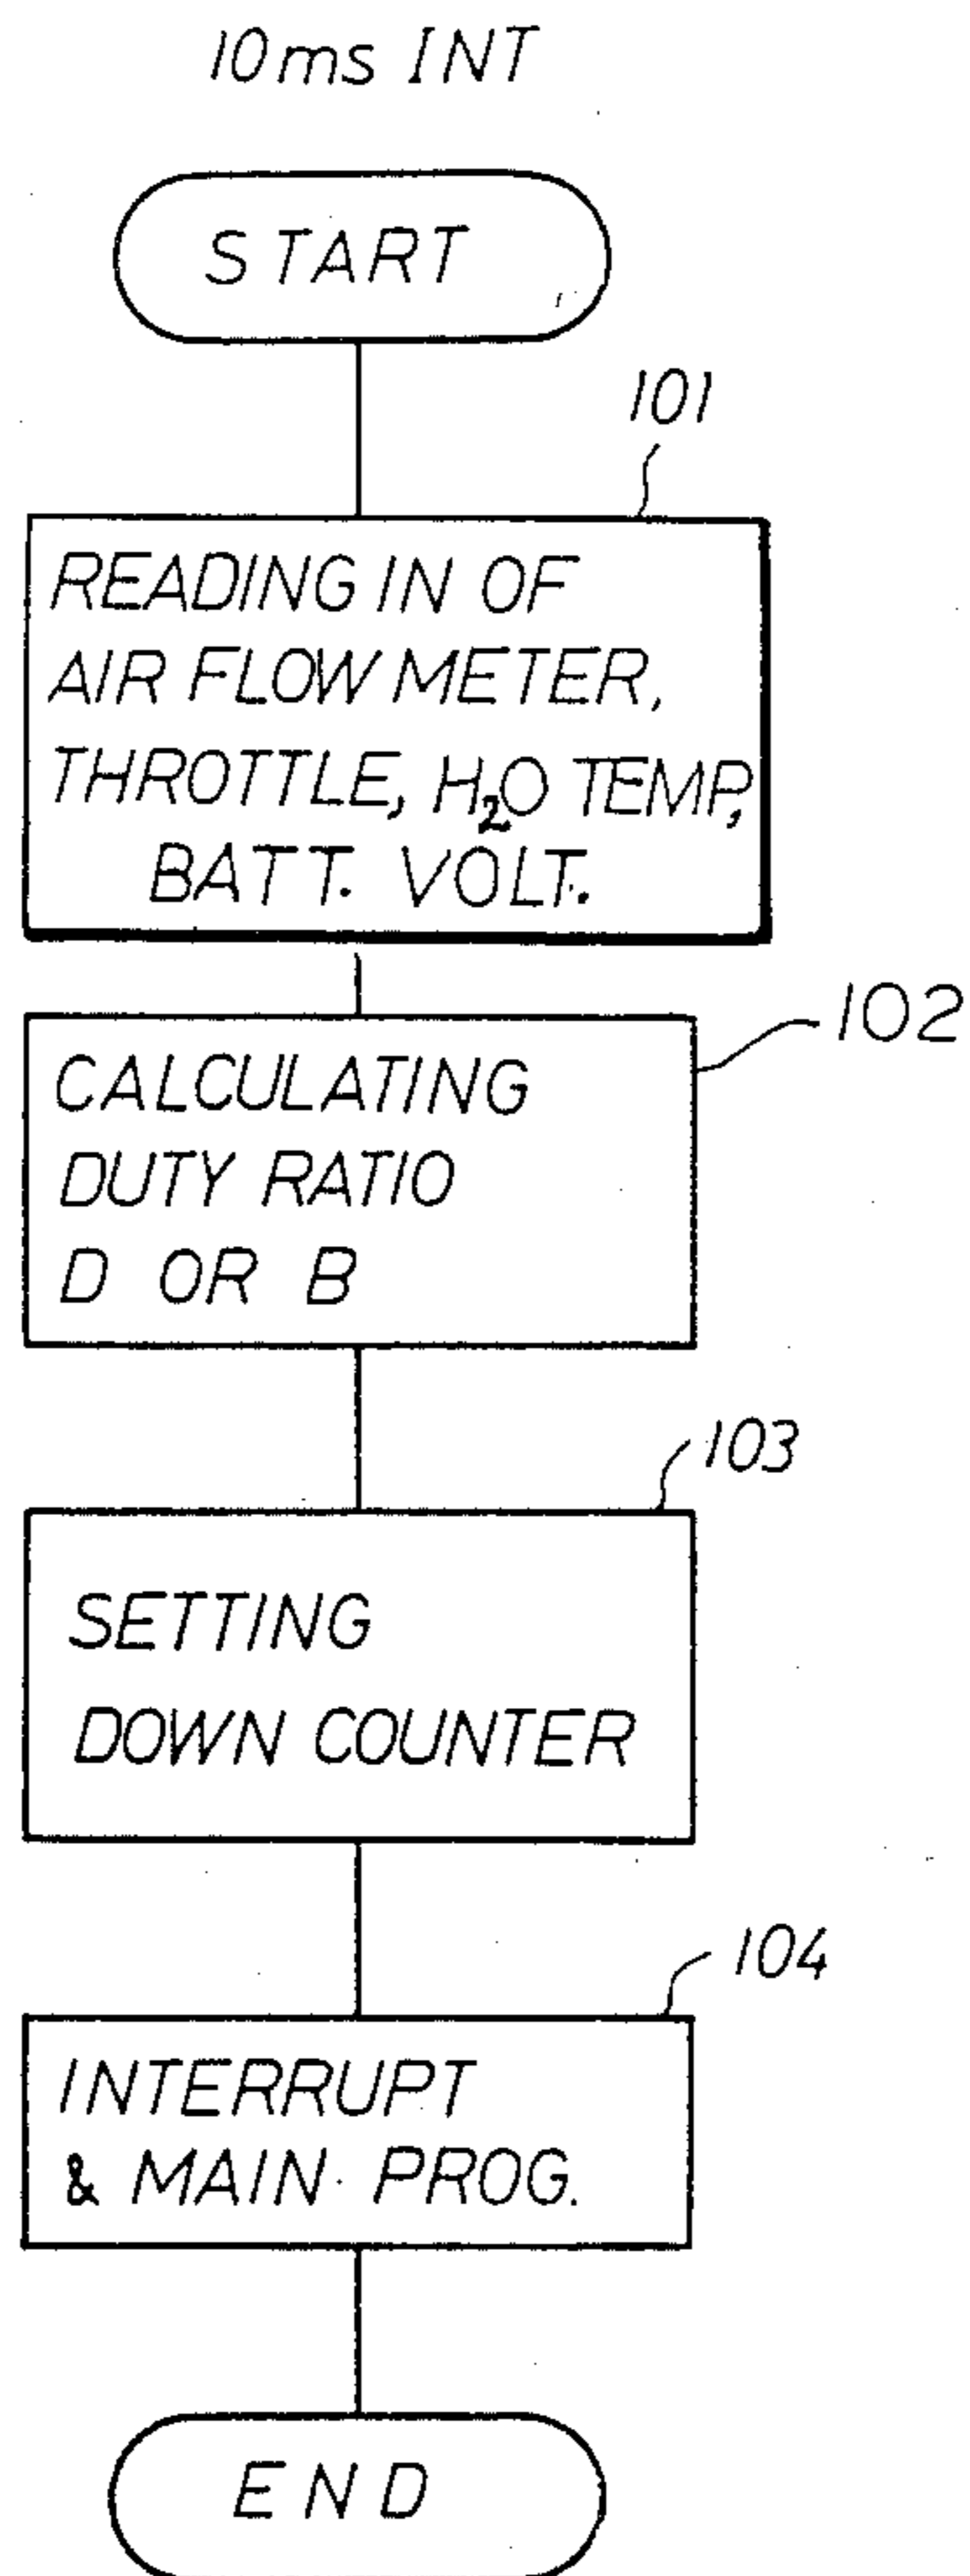 10ms INT
START
101
READING IN OF
AIR FLOW METER,
THROTTLE, H₂O TEMP,
BATT. VOLT.
102
CALCULATING
DUTY RATIO
D OR B
103
SETTING
DOWN COUNTER
104
INTERRUPT
& MAIN PROG.
END